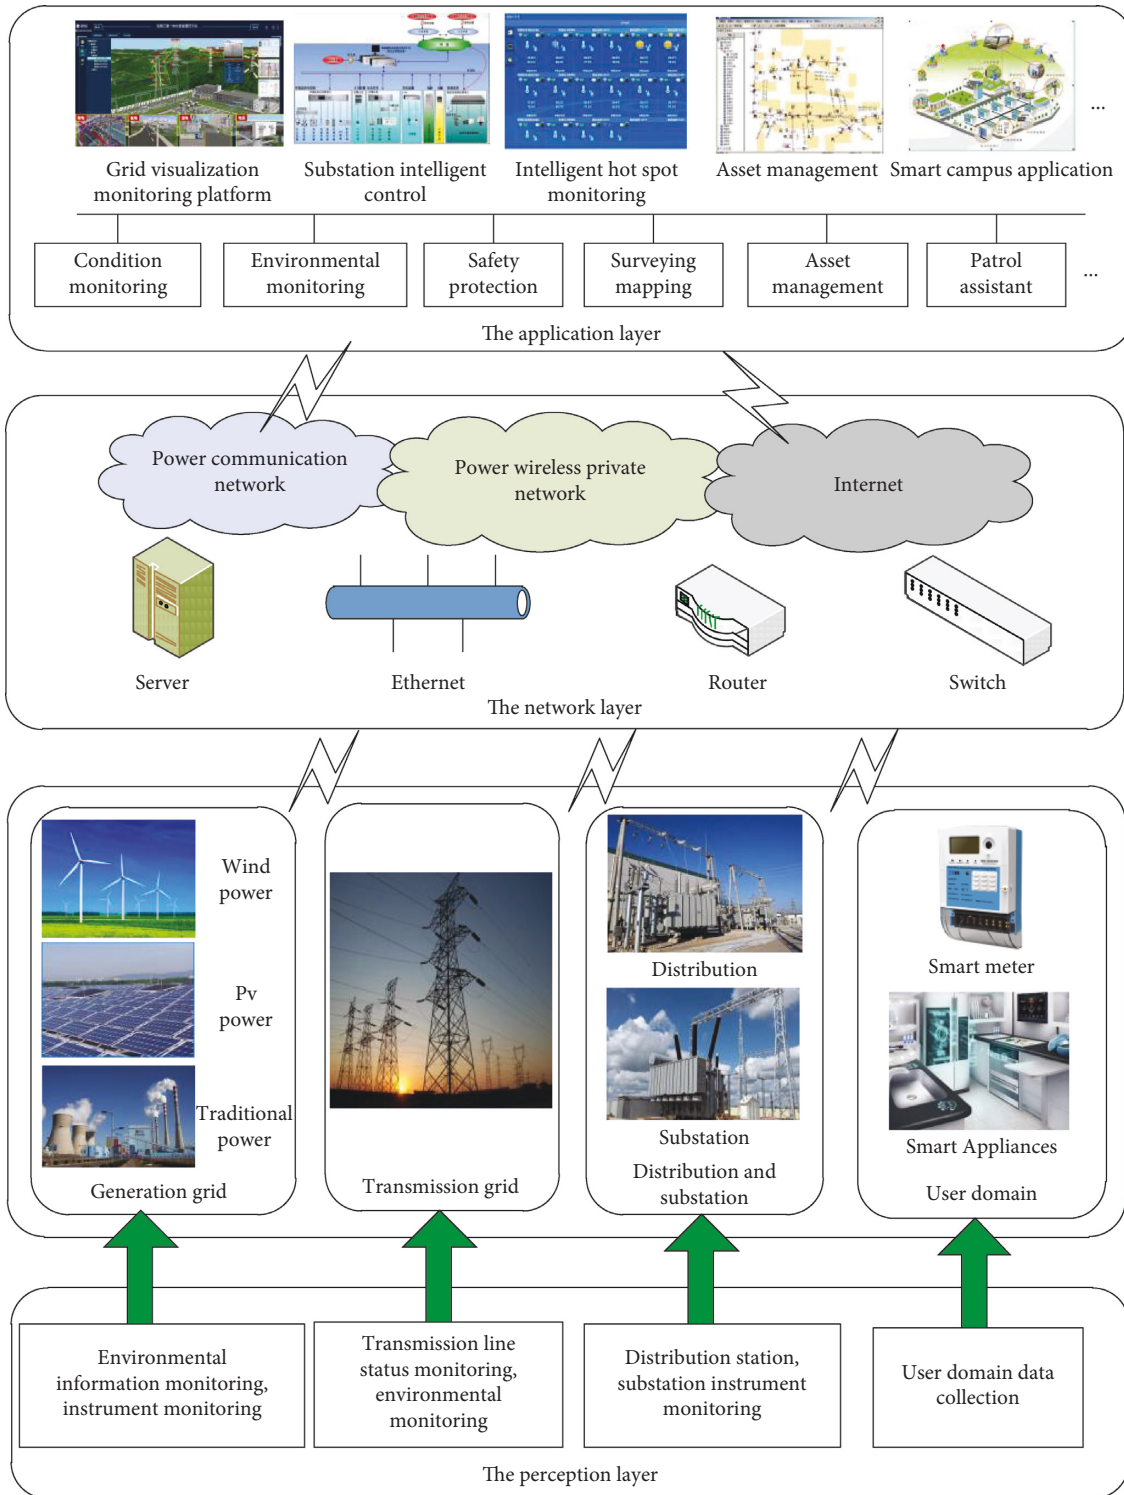 ...
Grid visualization
monitoring platform
Substation intelligent
control
Intelligent hot spot
monitoring
Asset management
Smart campus application
Condition
monitoring
Environmental
monitoring
Safety
protection
Surveying
mapping
Asset
management
Patrol
assistant
...
The application layer
Power communication
network
Power wireless private
network
Internet
Server
Ethernet
Router
Switch
The network layer
Wind
power
Pv
power
Traditional
power
Generation grid
Transmission grid
Distribution
Substation
Distribution and
substation
Smart meter
Smart Appliances
User domain
Environmental
information monitoring,
instrument monitoring
Transmission line
status monitoring,
environmental
monitoring
Distribution station,
substation instrument
monitoring
User domain data
collection
The perception layer